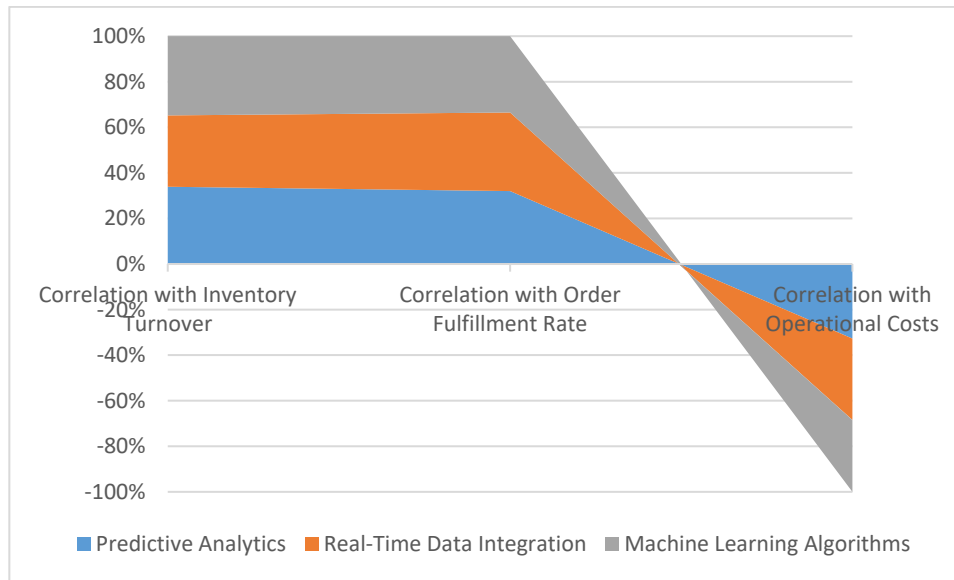 100%
80%
60%
40%
20%
0%
-20%
-40%
-60%
-80%
-100%
Correlation with Inventory
Turnover
Correlation with Order
Fulfillment Rate
Correlation with
Operational Costs
Predictive Analytics
Real-Time Data Integration
Machine Learning Algorithms